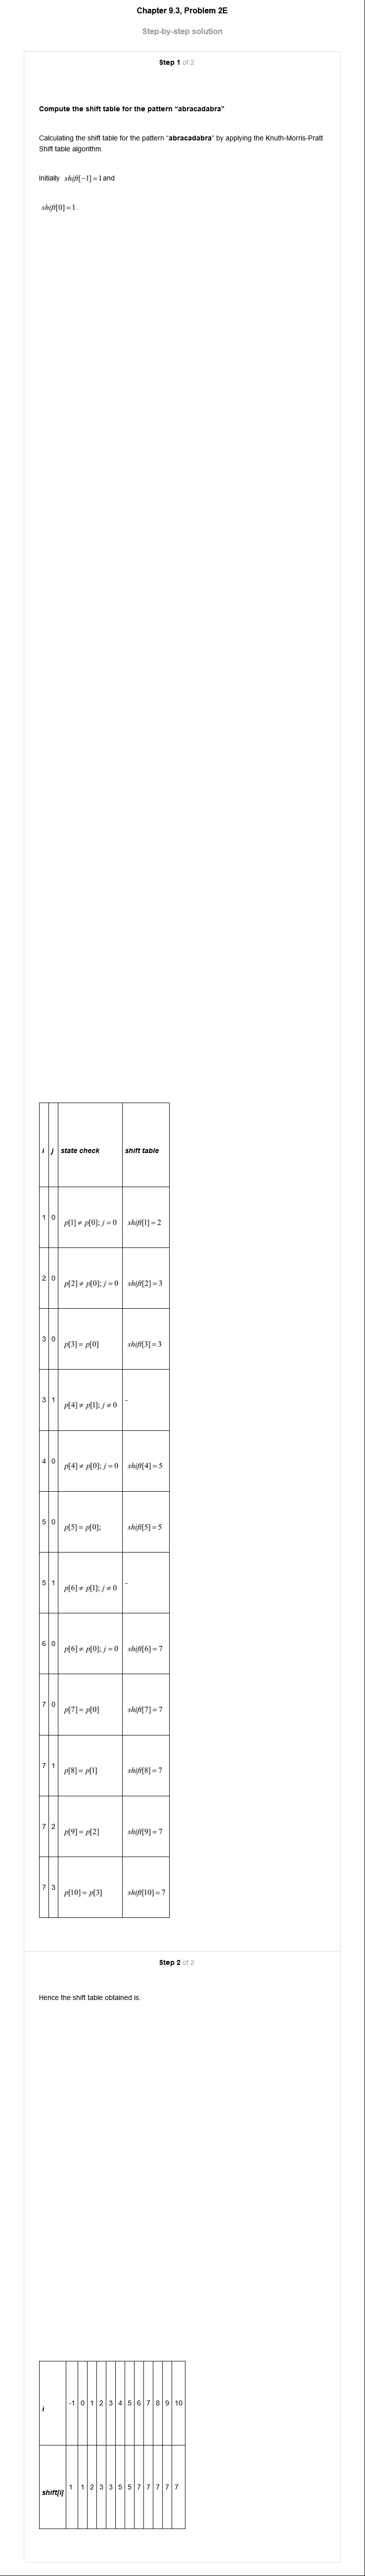 Chapter 9.3, Problem 2E
Step-by-step solution
Step 1 of 2
Compute the shift table for the pattern "abracadabra"
Calculating the shift table for the pattern "abracadabra" by applying the Knuth-Morris-Pratt
Shift table algorithm.
Initially shift[−1] = 1 and
shift[0] = 1.
i j state check shift table
1 0 p[1] ≠ p[0]; j = 0 shift[1] = 2
2 0 p[2] ≠ p[0]; j = 0 shift[2] = 3
3 0 p[3] = p[0] shift[3] = 3
3 1 p[4] ≠ p[1]; j ≠ 0 -
4 0 p[4] ≠ p[0]; j = 0 shift[4] = 5
5 0 p[5] = p[0]; shift[5] = 5
5 1 p[6] ≠ p[1]; j ≠ 0 -
6 0 p[6] ≠ p[0]; j = 0 shift[6] = 7
7 0 p[7] = p[0] shift[7] = 7
7 1 p[8] = p[1] shift[8] = 7
7 2 p[9] = p[2] shift[9] = 7
7 3 p[10] = p[3] shift[10] = 7
Step 2 of 2
Hence the shift table obtained is:
i -1 0 1 2 3 4 5 6 7 8 9 10
shift[i] 1 1 2 3 3 5 5 7 7 7 7 7